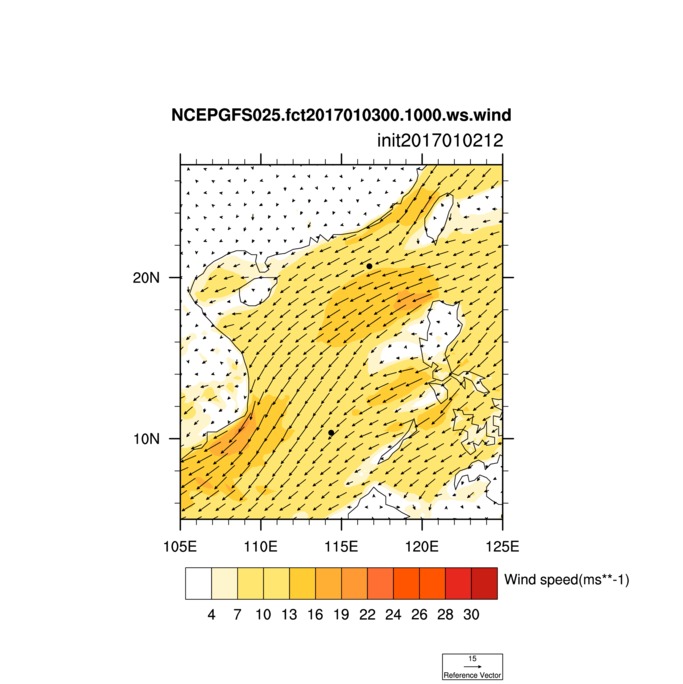 NCEPGFS025.fct2017010300.1000.ws.wind
init2017010212
20N
10N
105E 110E 115E 120E 125E
Wind speed(ms**-1)
4 7 10 13 16 19 22 24 26 28 30
15
Reference Vector